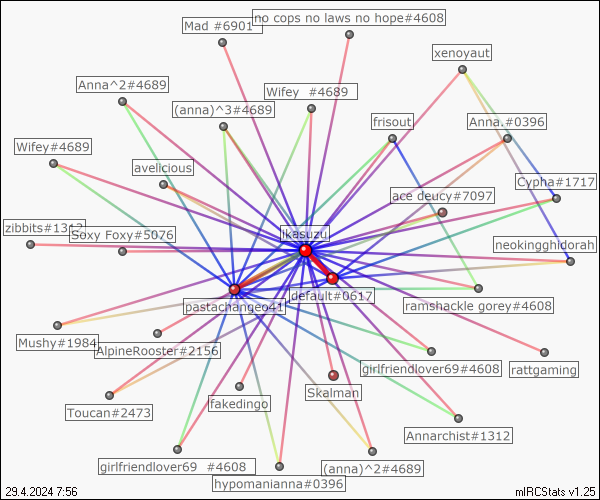 no cops no laws no hope#4608
Mad #6901
xenoyaut
Anna^2#4689
Wifey #4689
(anna)^3#4689
frisout
Anna.#0396
Wifey#4689
avelicious
ace deucy#7097
Cypha#1717
zibbits#1312
Soxy Foxy#5076
ikasuzu
neokingghidorah
default#0617
pastachangeo41
ramshackle gorey#4608
Mushy#1984
AlpineRooster#2156
girlfriendlover69#4608
rattgaming
Skalman
fakedingo
Toucan#2473
Annarchist#1312
girlfriendlover69 #4608
(anna)^2#4689
hypomanianna#0396
29.4.2024 7:56
mIRCStats v1.25